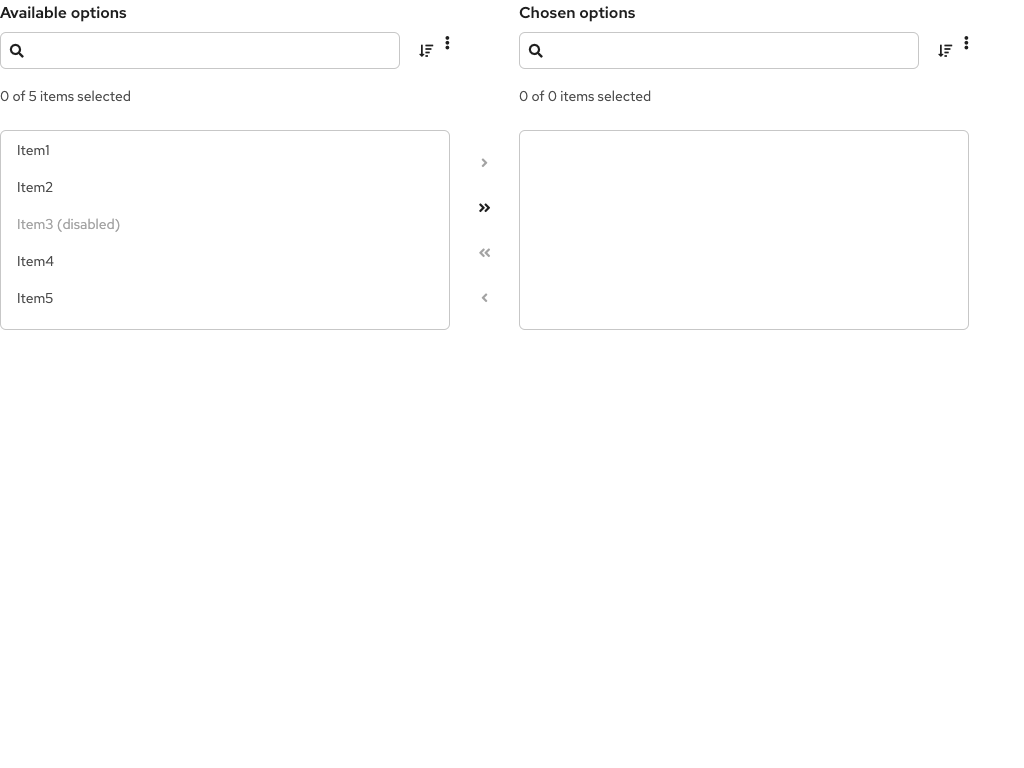 Available options
0 of 5 items selected
Item1
Item2
Item3 (disabled)
Item4
Item5
Chosen options
0 of 0 items selected